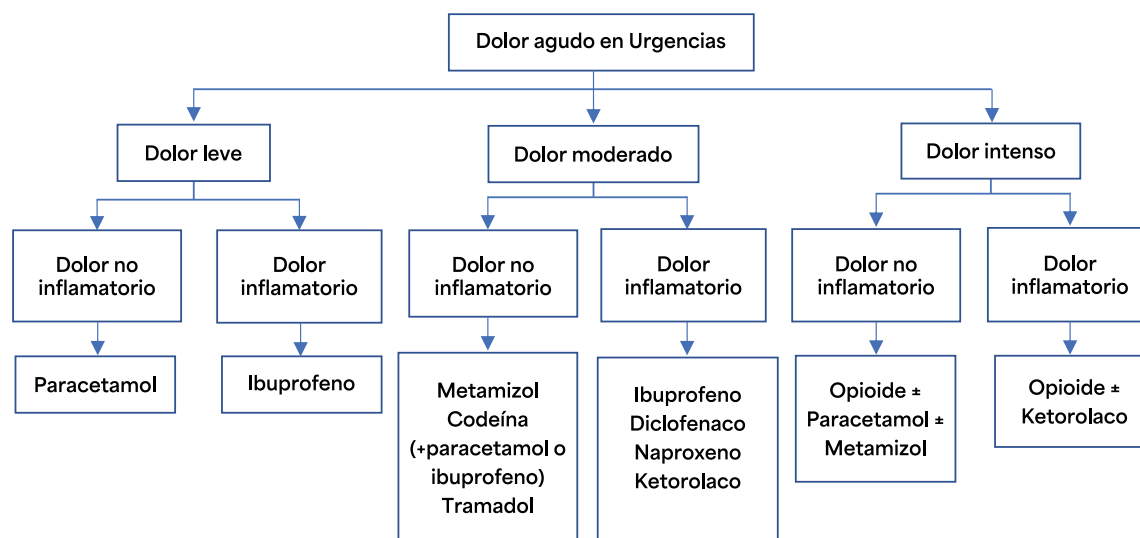 Dolor agudo en Urgencias
Dolor leve
Dolor moderado
Dolor intenso
Dolor no
inflamatorio
Dolor
inflamatorio
Dolor no
inflamatorio
Dolor
inflamatorio
Dolor no
inflamatorio
Dolor
inflamatorio
Paracetamol
Ibuprofeno
Metamizol
Codeína
(+paracetamol o
ibuprofeno)
Tramadol
Ibuprofeno
Diclofenaco
Naproxeno
Ketorolaco
Opioide ±
Paracetamol ±
Metamizol
Opioide ±
Ketorolaco